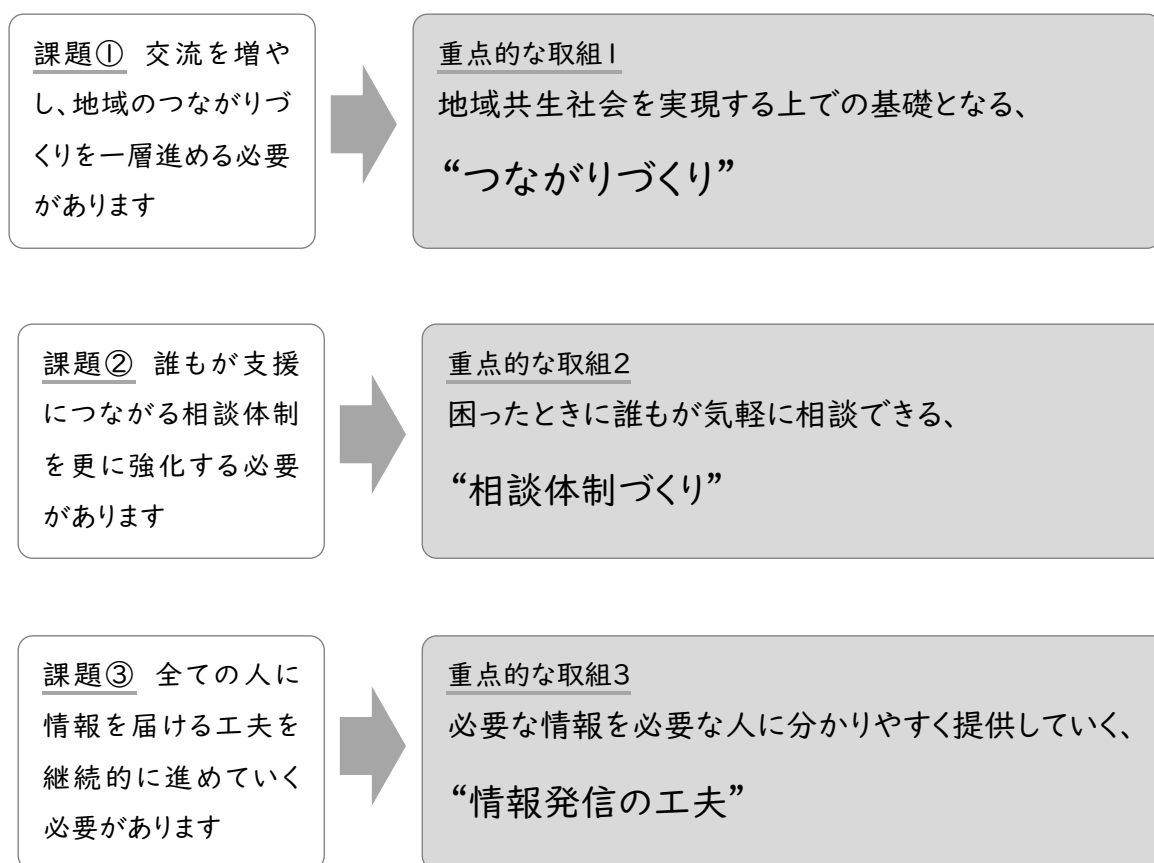 課題① 交流を増や
し、地域のつながりづ
くりを一層進める必要
があります
重点的な取組1
地域共生社会を実現する上での基礎となる、
“つながりづくり”
課題② 誰もが支援
につながる相談体制
を更に強化する必要
があります
重点的な取組2
困ったときに誰もが気軽に相談できる、
“相談体制づくり”
課題③ 全ての人に
情報を届ける工夫を
継続的に進めていく
必要があります
重点的な取組3
必要な情報を必要な人に分かりやすく提供していく、
“情報発信の工夫”